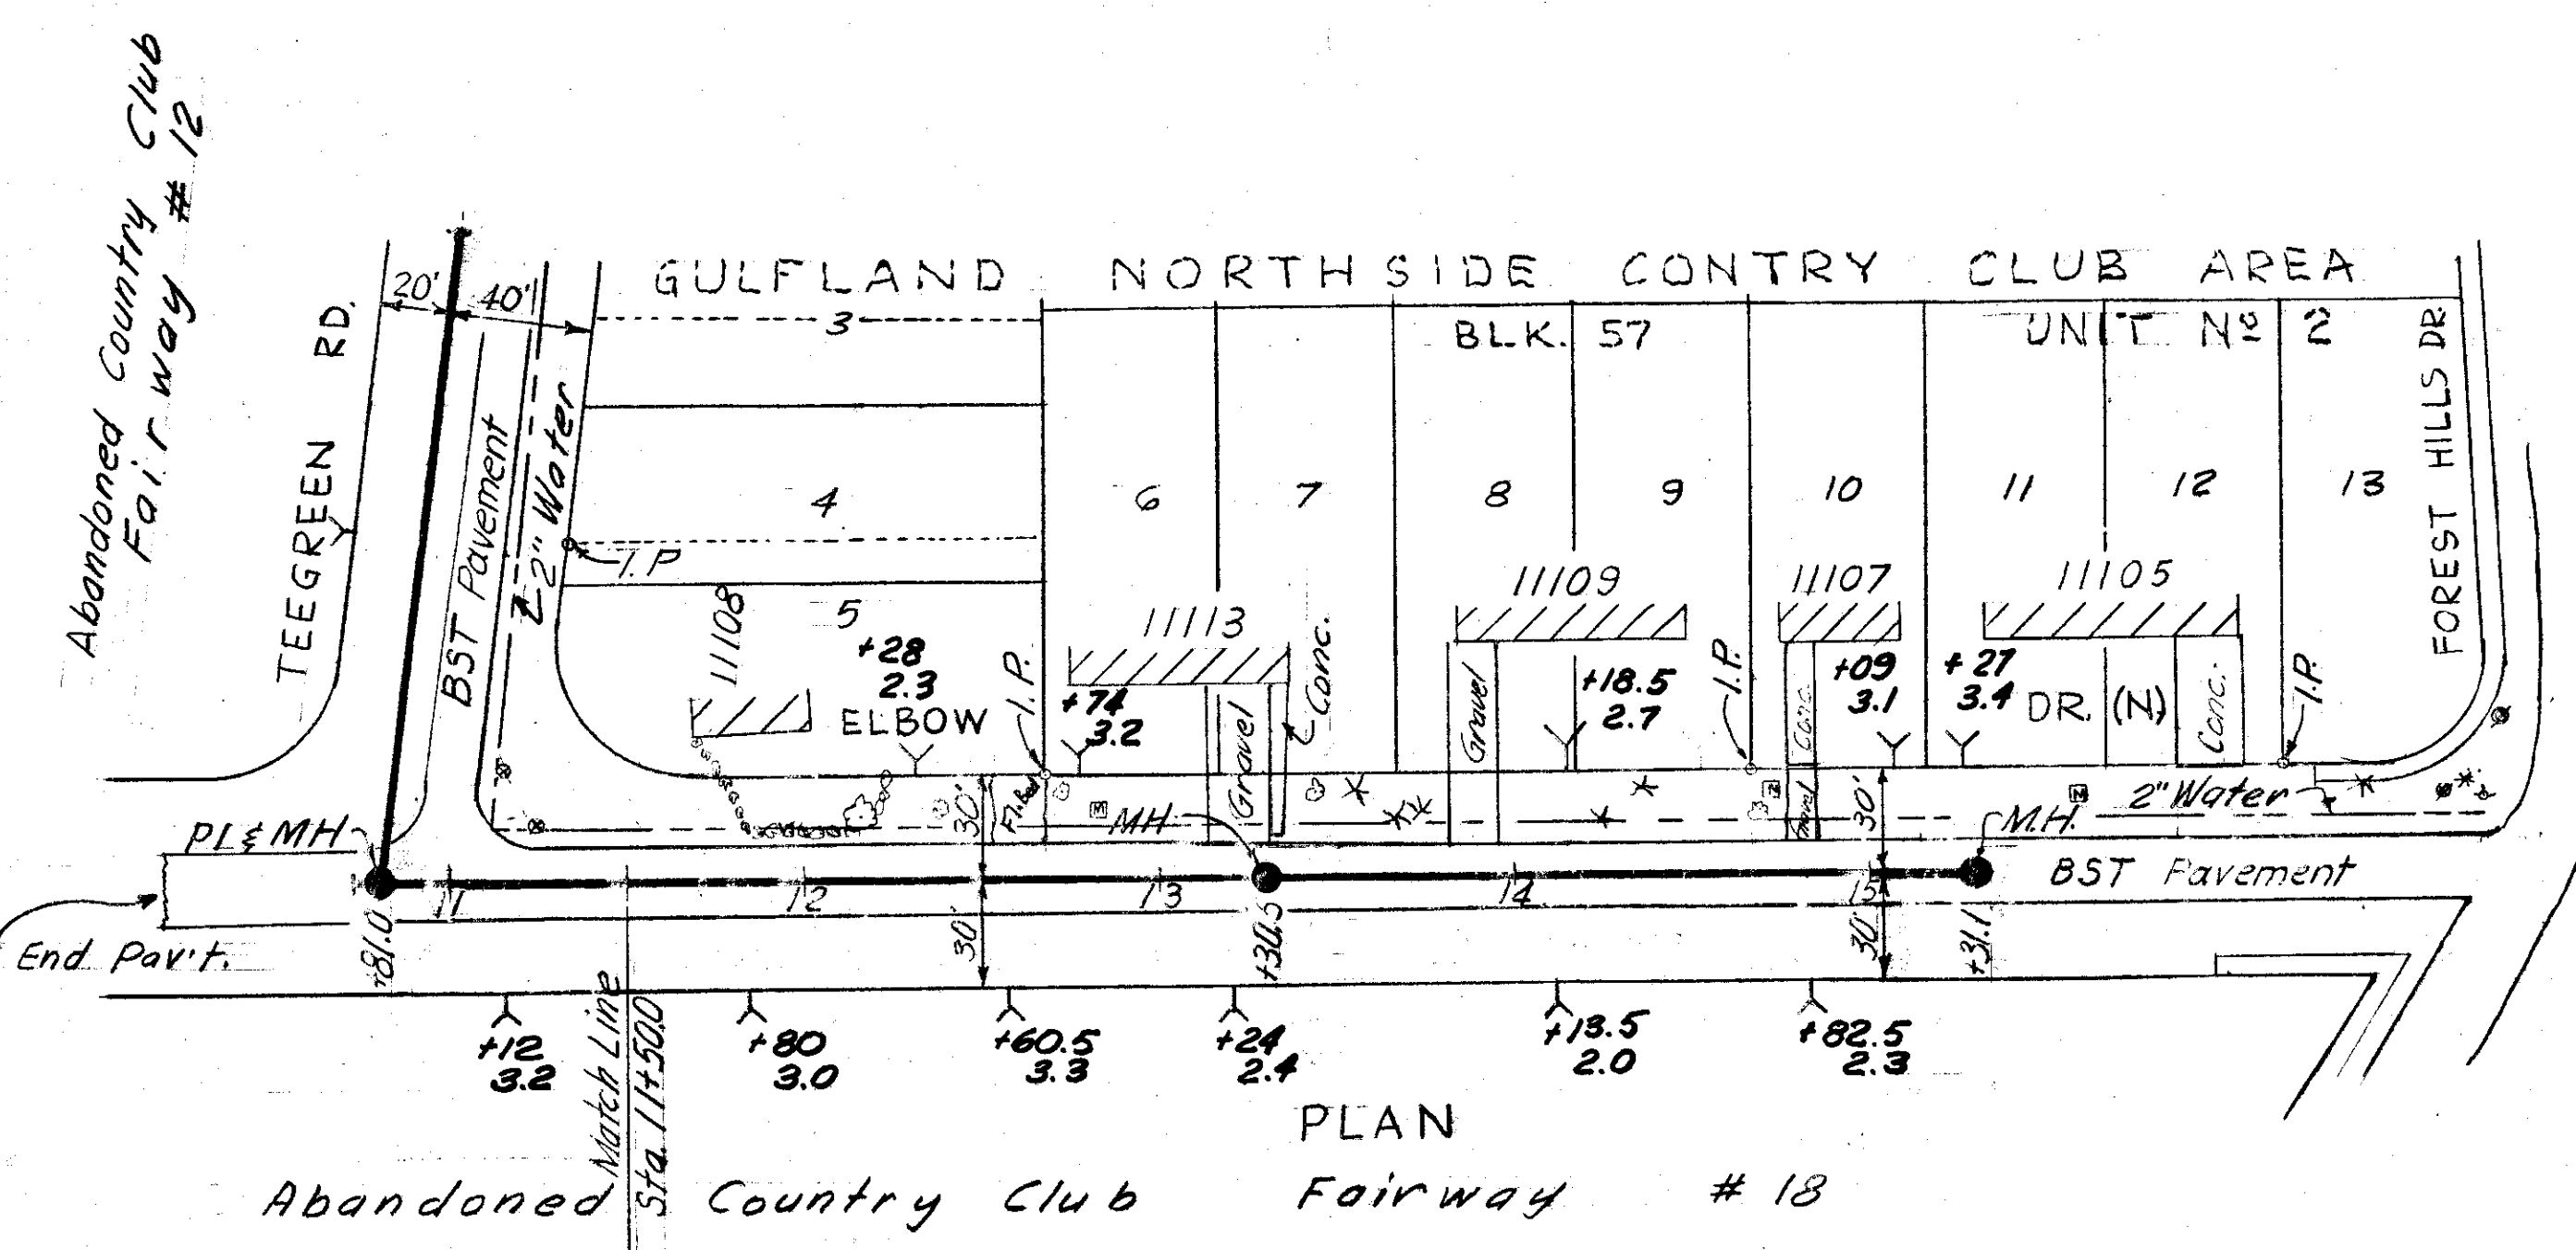 Abandoned Country Club
Fairway # 12
TEEGREEN RD.
20'
40'
GULFLAND NORTHSIDE CONTRY CLUB AREA
BLK. 57
UNIT Nº 2
FOREST HILLS DR.
BST Pavement
2" Water
3
4
I.P
5
6
7
8
9
10
11
12
13
11108
11113
11109
11107
11105
+28
2.3
ELBOW
I.P.
+74
3.2
Gravel
Conc.
Gravel
+18.5
2.7
I.P.
Conc.
+09
3.1
+27
3.4
DR. (N)
Conc.
I.P.
Fl. Bed
30'
30'
2" Water
PI & MH
MH
M.H.
BST Pavement
11
12
13
14
15
End Pav't.
+81.0
30'
+30.5
30'
+31.1
Match Line
Sta. 11+50.0
+12
3.2
+80
3.0
+60.5
3.3
+24
2.4
+13.5
2.0
+82.5
2.3
PLAN
Abandoned Country Club Fairway # 18